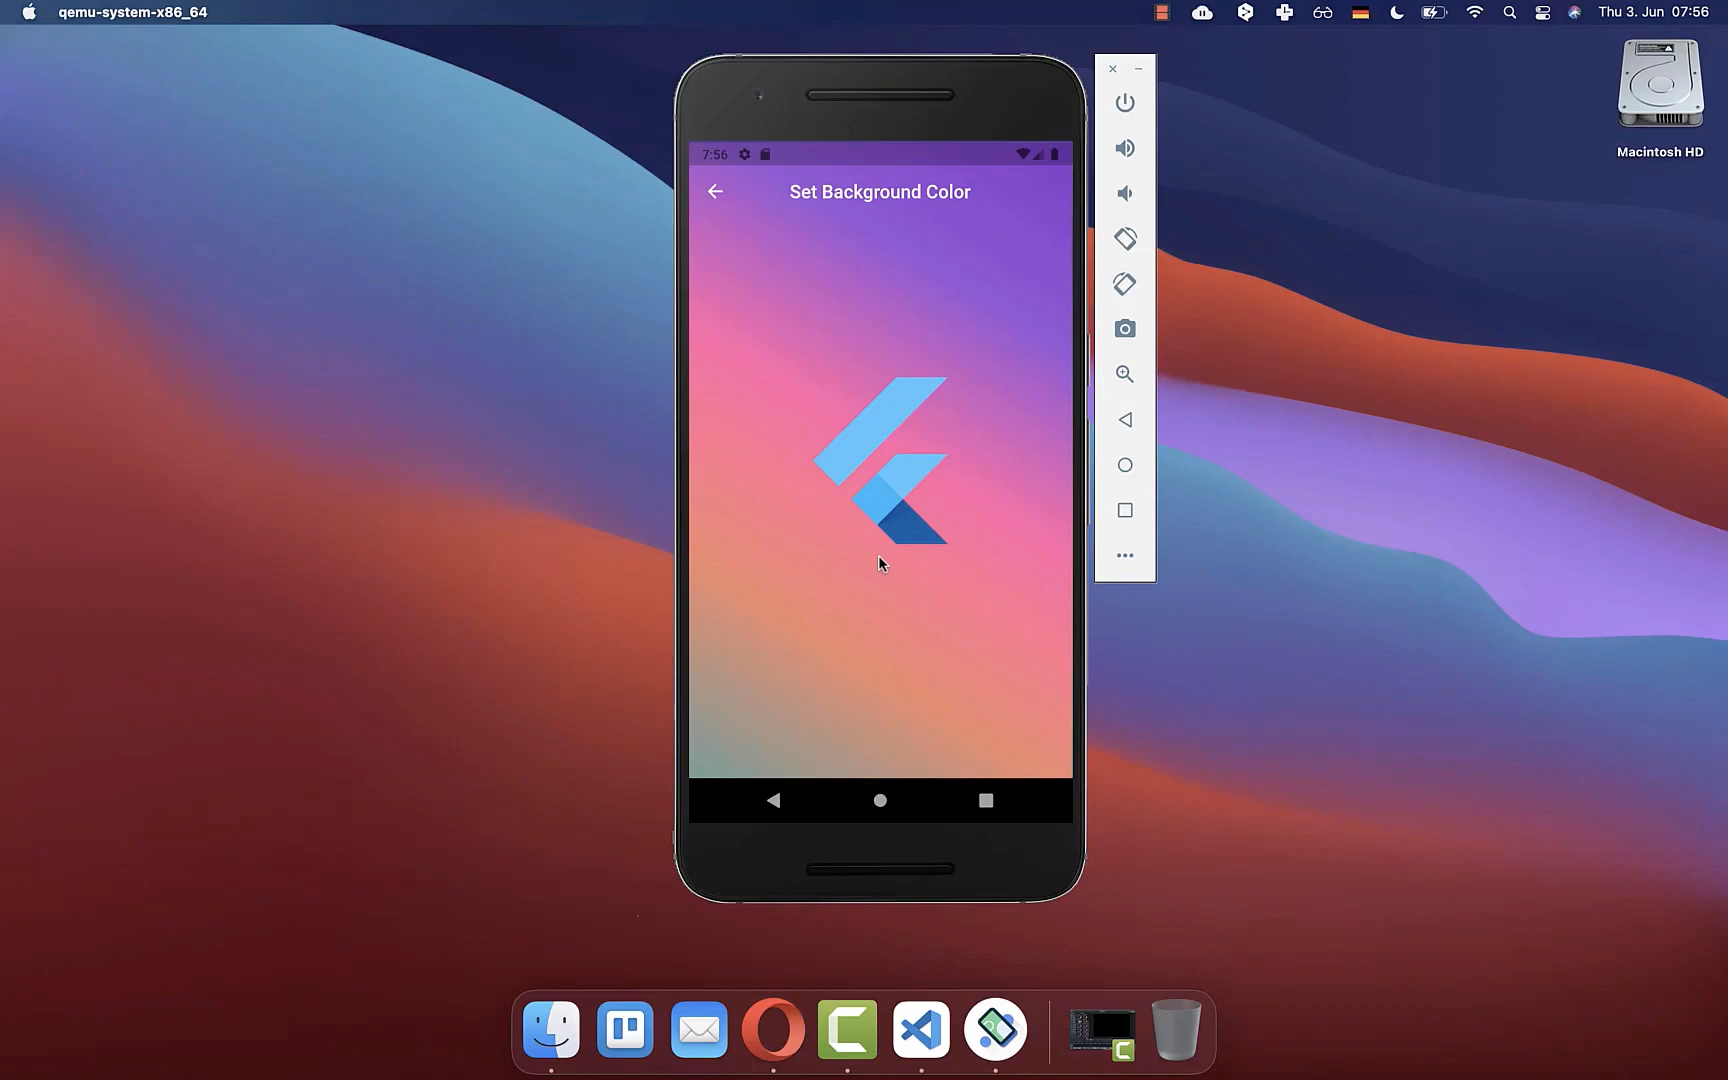 qemu-system-x86_64
Thu 3. Jun 07:56
Macintosh HD
7:56
Set Background Color